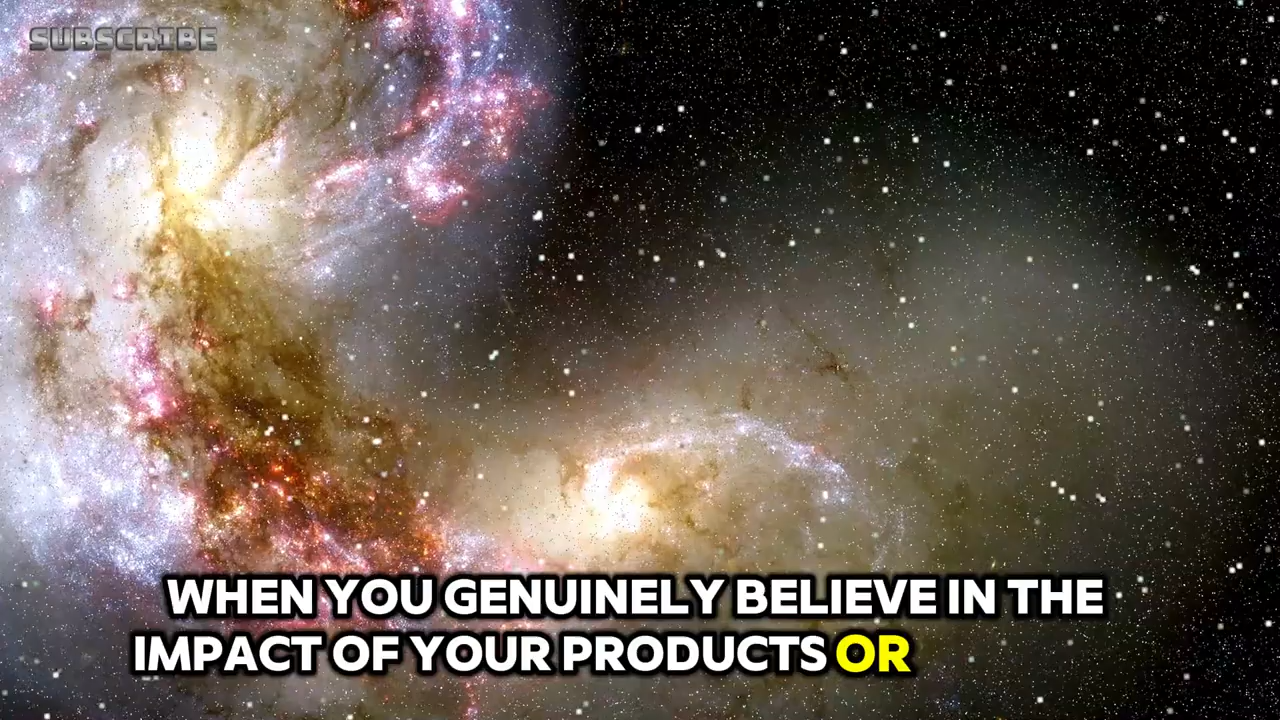 SUBSCRIBE
WHEN YOU GENUINELY BELIEVE IN THE
IMPACT OF YOUR PRODUCTS OR